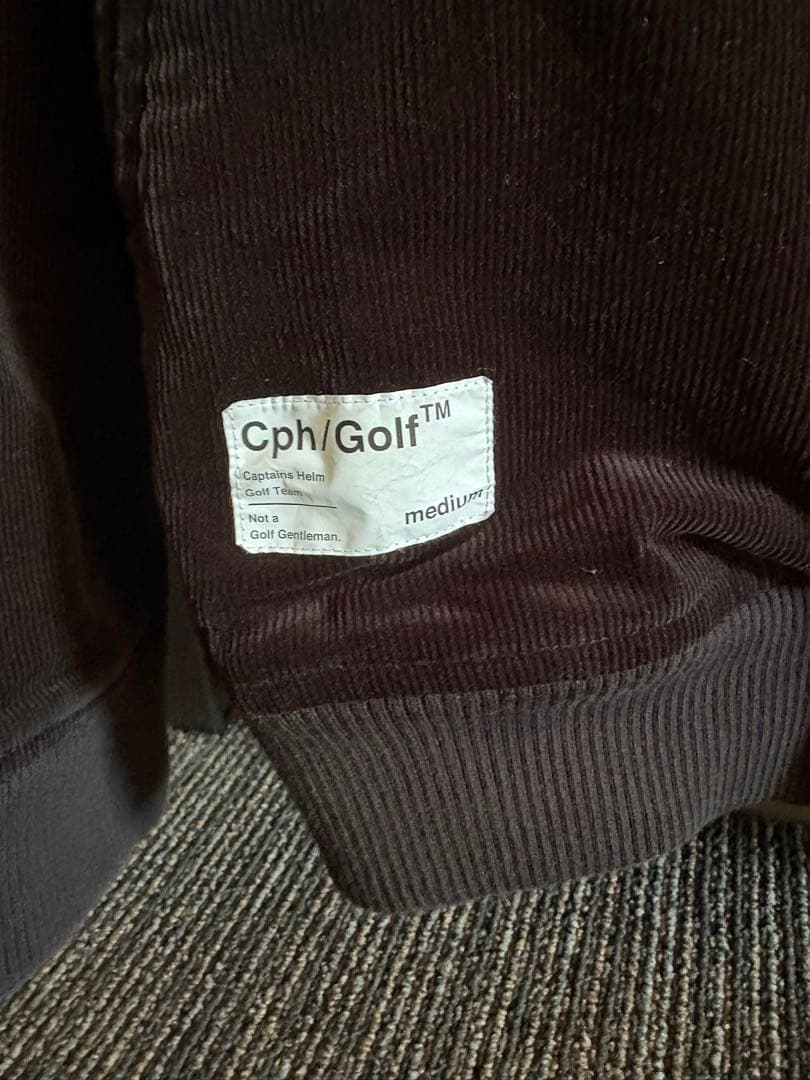 Cph/Golf™
Captains Helm
Golf Team
Not a
Golf Gentleman.
medium